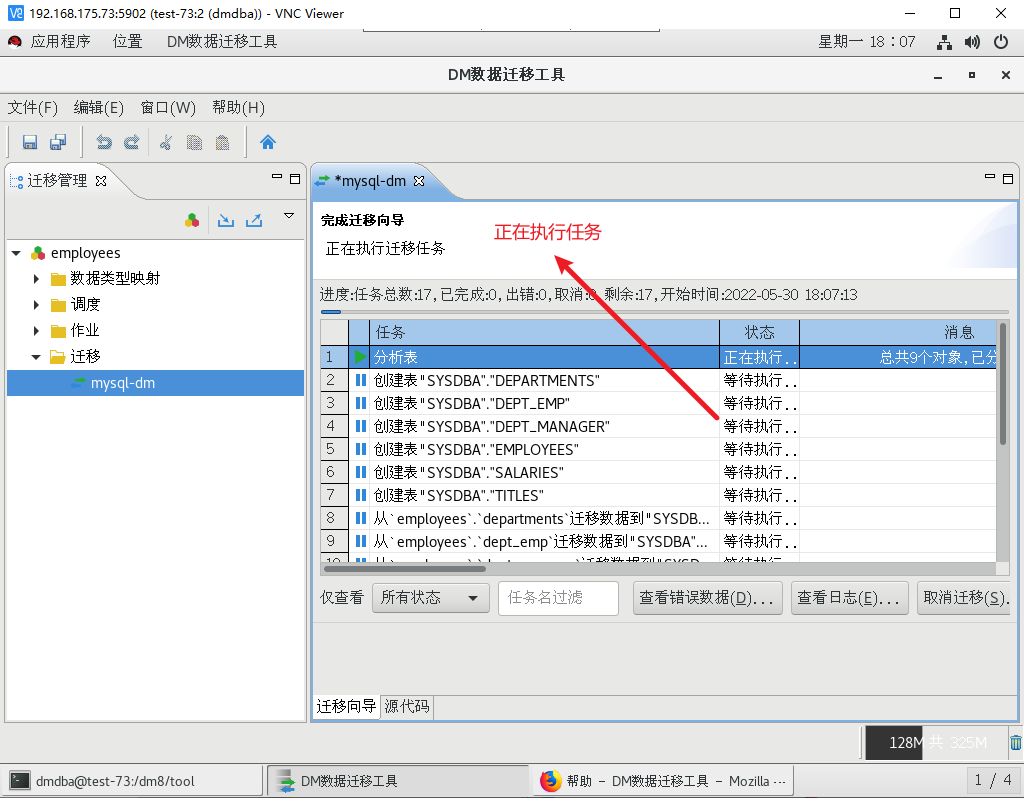 192.168.175.73:5902 (test-73:2 (dmdba)) - VNC Viewer
应用程序 位置 DM数据迁移工具 星期一 18:07
DM数据迁移工具
文件(F) 编辑(E) 窗口(W) 帮助(H)
迁移管理
employees
数据类型映射
调度
作业
迁移
mysql-dm
*mysql-dm
完成迁移向导
正在执行迁移任务
正在执行任务
进度:任务总数:17,已完成:0,出错:0,取消:0,剩余:17,开始时间:2022-05-30 18:07:13
任务 状态 消息
1 分析表 正在执行.. 总共9个对象,已分
2 创建表"SYSDBA"."DEPARTMENTS" 等待执行..
3 创建表"SYSDBA"."DEPT_EMP" 等待执行..
4 创建表"SYSDBA"."DEPT_MANAGER" 等待执行..
5 创建表"SYSDBA"."EMPLOYEES" 等待执行..
6 创建表"SYSDBA"."SALARIES" 等待执行..
7 创建表"SYSDBA"."TITLES" 等待执行..
8 从`employees`.`departments`迁移数据到"SYSDB... 等待执行..
9 从`employees`.`dept_emp`迁移数据到"SYSDBA"... 等待执行..
仅查看 所有状态 任务名过滤 查看错误数据(D)... 查看日志(E)... 取消迁移(S).
迁移向导 源代码
128M 共 325M
dmdba@test-73:/dm8/tool DM数据迁移工具 帮助 - DM数据迁移工具 - Mozilla ... 1 / 4